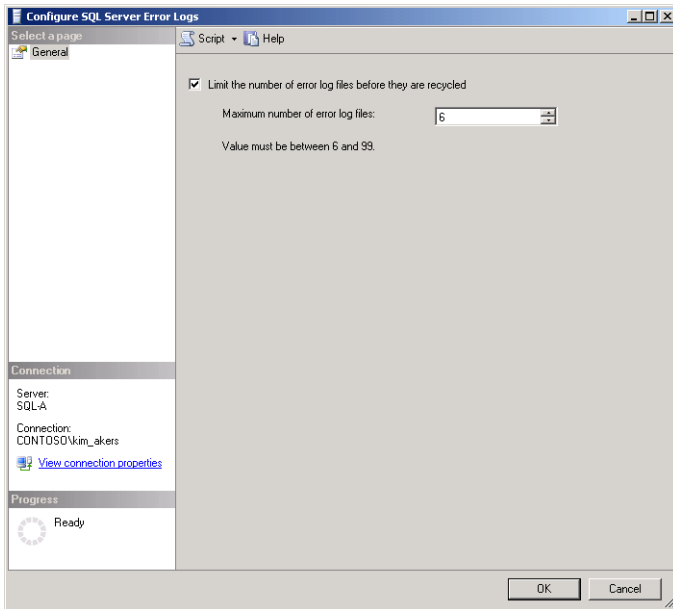 Configure SQL Server Error Logs
Select a page
General
Script Help
Limit the number of error log files before they are recycled
Maximum number of error log files: 6
Value must be between 6 and 99.
Connection
Server:
SQL-A
Connection:
CONTOSO\kim_akers
View connection properties
Progress
Ready
OK Cancel